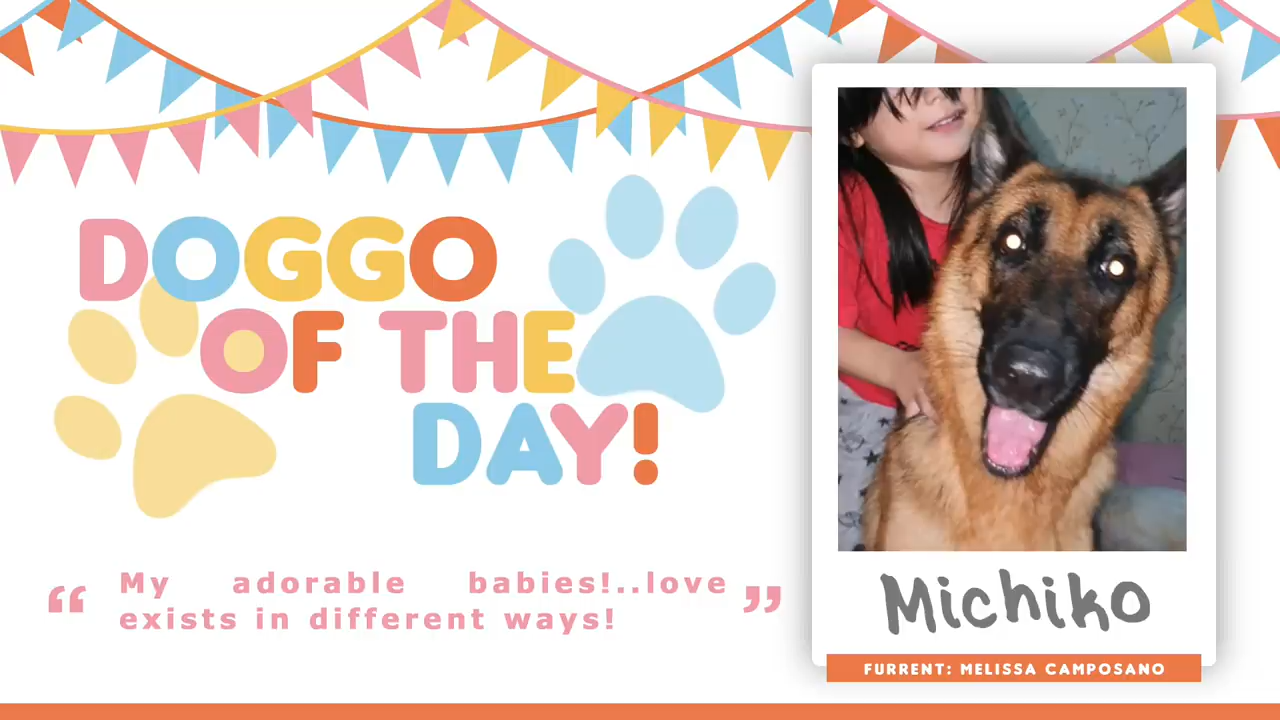 DOGGO
OF THE
DAY!
“ My adorable babies!..love ”
exists in different ways!
Michiko
FURRENT: MELISSA CAMPOSANO